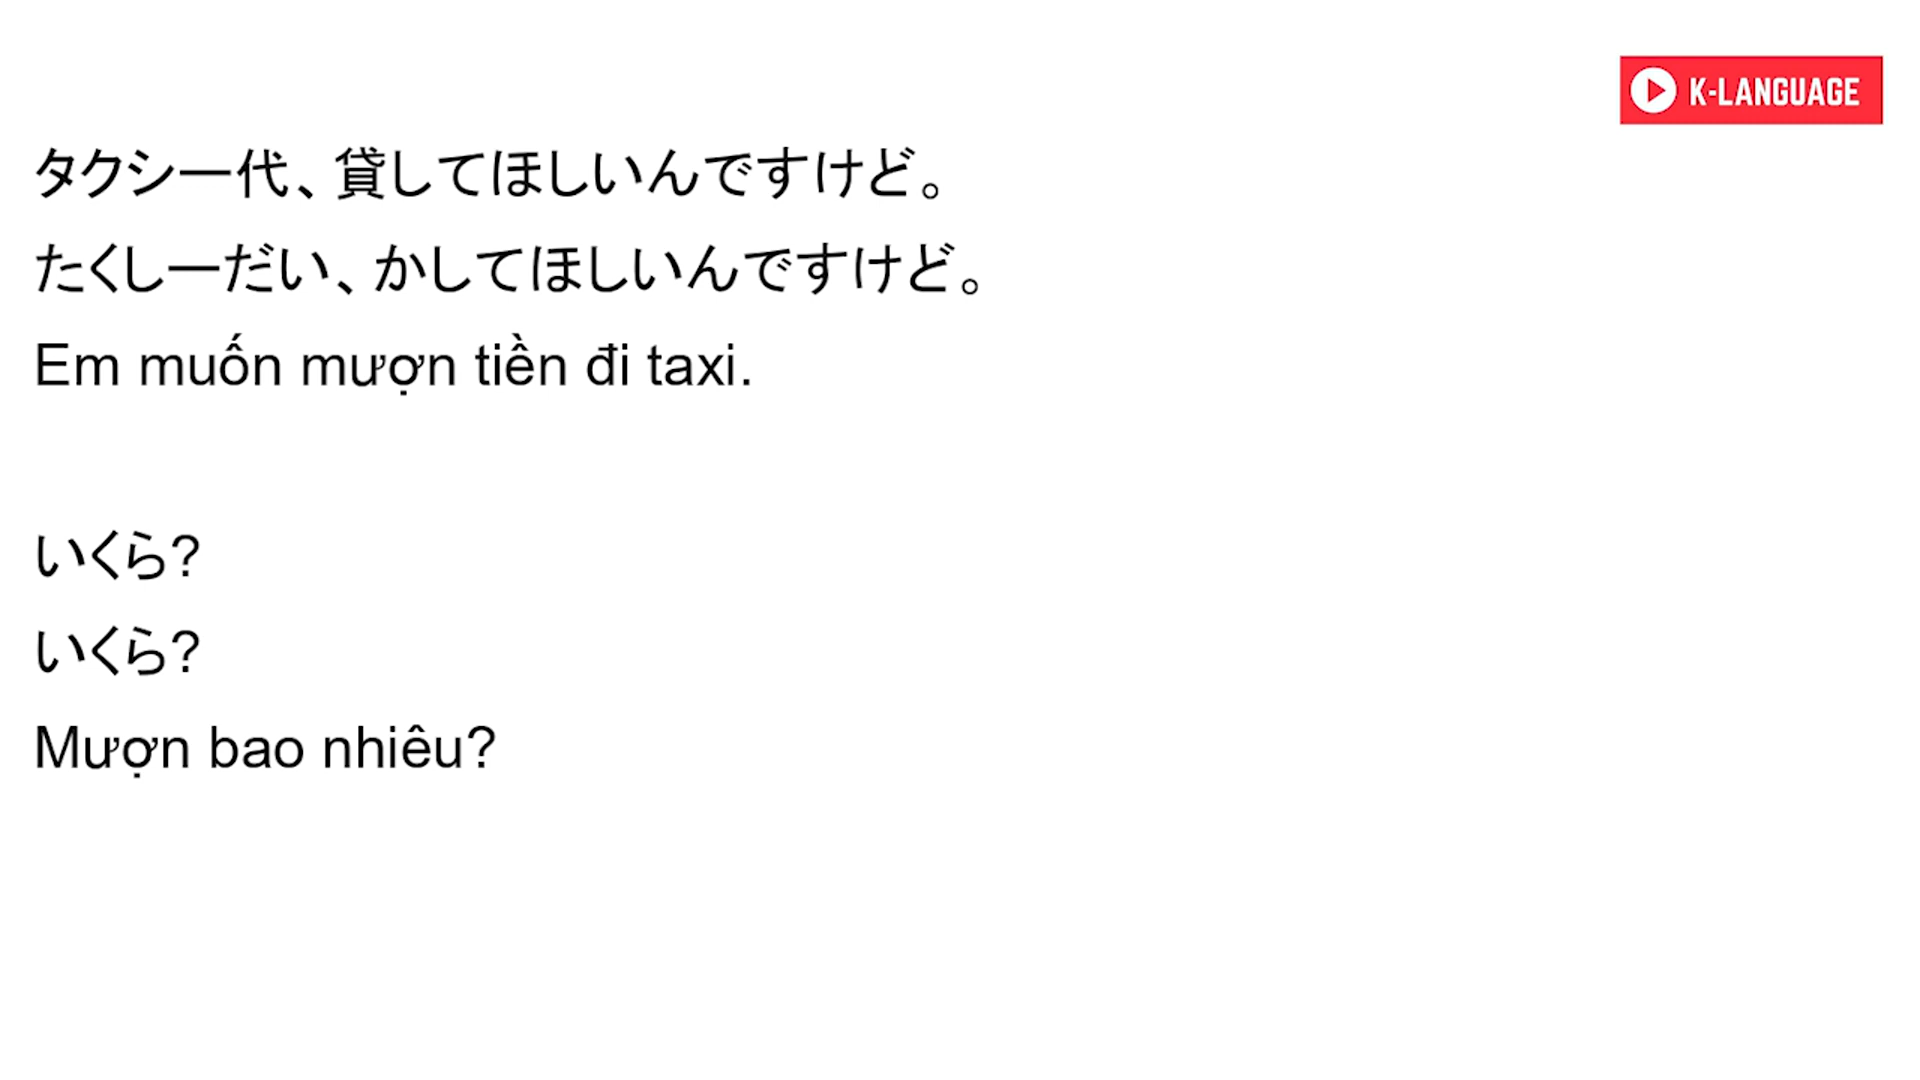 K-LANGUAGE
タクシー代、貸してほしいんですけど。
たくしーだい、かしてほしいんですけど。
Em muốn mượn tiền đi taxi.
いくら?
いくら?
Mượn bao nhiêu?